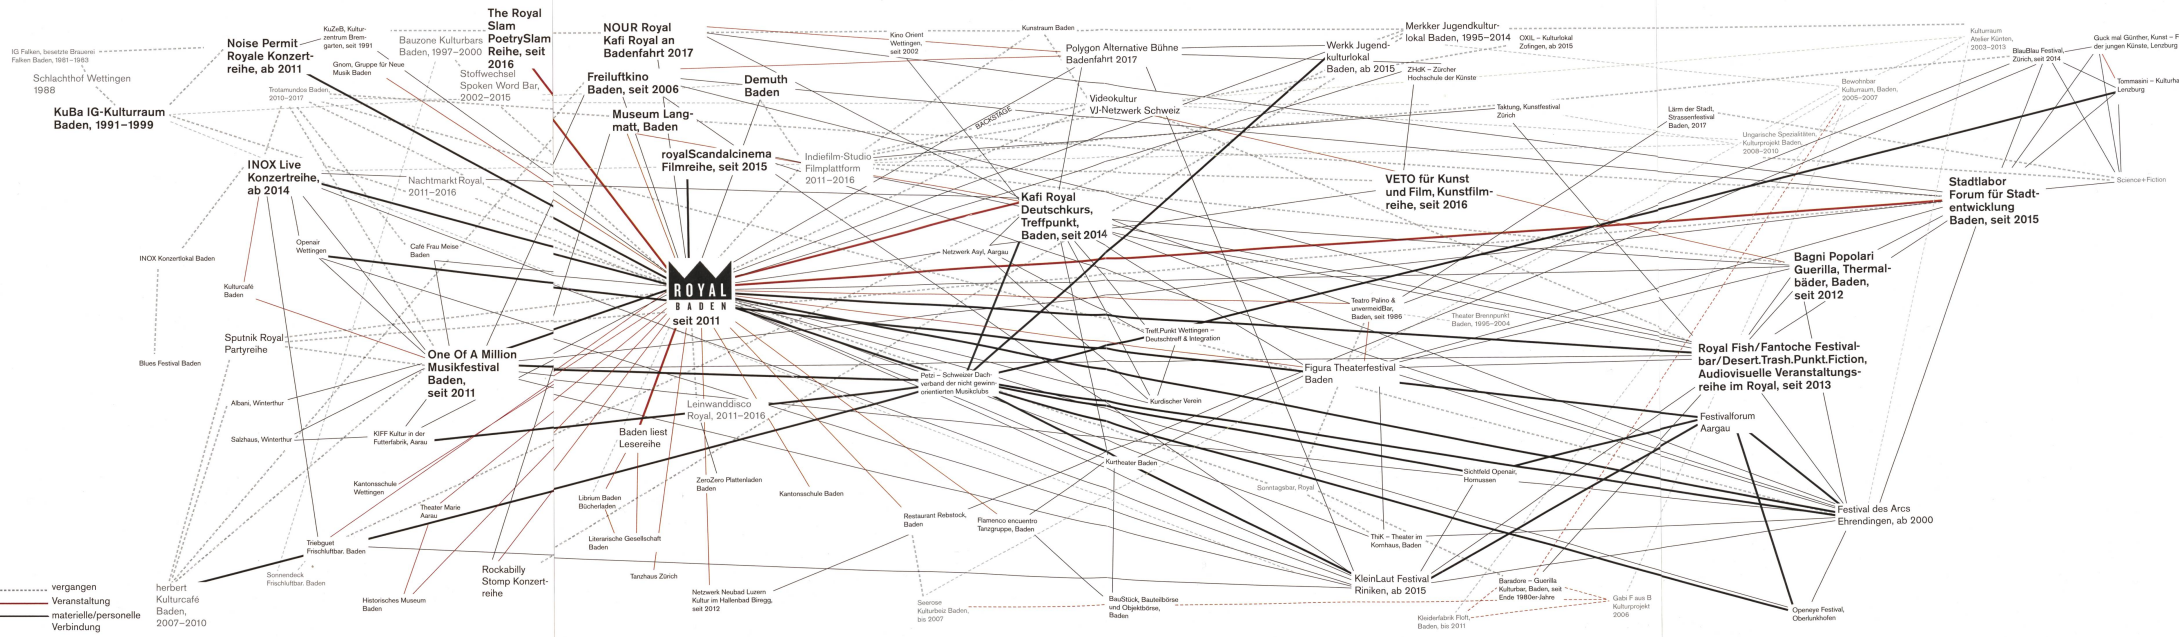 IG Falken, besetzte Brauerei
Falken Baden, 1981–1983
Schlachthof Wettingen
1988
KuBa IG-Kulturraum
Baden, 1991–1999
Noise Permit
Royale Konzert-
reihe, ab 2011
KuZeB, Kultur-
zentrum Brem-
garten, seit 1991
Gnom, Gruppe für Neue
Musik Baden
Trotamundos Baden,
2010–2017
Bauzone Kulturbars
Baden, 1997–2000
Stoffwechsel
Spoken Word Bar,
2002–2015
The Royal
Slam
PoetrySlam
Reihe, seit
2016
NOUR Royal
Kafi Royal an
Badenfahrt 2017
Freiluftkino
Baden, seit 2006
Demuth
Baden
Museum Lang-
matt, Baden
royalScandalcinema
Filmreihe, seit 2015
Indiefilm-Studio
Filmplattform
2011–2016
Kino Orient
Wettingen,
seit 2002
Kunstraum Baden
Polygon Alternative Bühne
Badenfahrt 2017
Videokultur
VJ-Netzwerk Schweiz
BACKSTAGE
Merkker Jugendkultur-
lokal Baden, 1995–2014
Werkk Jugend-
kulturlokal
Baden, ab 2015
OXIL – Kulturlokal
Zofingen, ab 2015
ZHdK – Zürcher
Hochschule der Künste
Taktung, Kunstfestival
Zürich
Lärm der Stadt,
Strassenfestival
Baden, 2017
Kulturraum
Atelier Künten,
2003–2013
BlauBlau Festival,
Zürich, seit 2014
Guck mal Günther, Kunst – F
der jungen Künste, Lenzburg
Tommasini – Kulturha
Lenzburg
Bewohnbar
Kulturraum, Baden,
2005–2007
Ungarische Spezialitäten,
Kulturprojekt Baden,
2008–2010
Science+Fiction
INOX Live
Konzertreihe,
ab 2014
Nachtmarkt Royal,
2011–2016
Kafi Royal
Deutschkurs,
Treffpunkt,
Baden, seit 2014
VETO für Kunst
und Film, Kunstfilm-
reihe, seit 2016
Stadtlabor
Forum für Stadt-
entwicklung
Baden, seit 2015
Openair
Wettingen
Café Frau Meise
Baden
INOX Konzertlokal Baden
Kulturcafé
Baden
Netzwerk Asyl, Aargau
Bagni Popolari
Guerilla, Thermal-
bäder, Baden,
seit 2012
ROYAL
BADEN
seit 2011
Teatro Palino &
unvermeidBar,
Baden, seit 1986
Theater Brennpunkt
Baden, 1995–2004
Treff.Punkt Wettingen –
Deutschtreff & Integration
Sputnik Royal
Partyreihe
Blues Festival Baden
One Of A Million
Musikfestival
Baden,
seit 2011
Petzi – Schweizer Dach-
verband der nicht gewinn-
orientierten Musikclubs
Figura Theaterfestival
Baden
Royal Fish/Fantoche Festival-
bar/Desert.Trash.Punkt.Fiction,
Audiovisuelle Veranstaltungs-
reihe im Royal, seit 2013
Albani, Winterthur
Salzhaus, Winterthur
KIFF Kultur in der
Futterfabrik, Aarau
Leinwanddisco
Royal, 2011–2016
Baden liest
Lesereihe
Kurdischer Verein
Festivalforum
Aargau
Kurtheater Baden
Sichtfeld Openair,
Hornussen
Sonntagsbar, Royal
Kantonsschule
Wettingen
Theater Marie
Aarau
Librium Baden
Bücherladen
ZeroZero Plattenladen
Baden
Kantonsschule Baden
Restaurant Rebstock,
Baden
Flamenco encuentro
Tanzgruppe, Baden
Festival des Arcs
Ehrendingen, ab 2000
Triebguet
Frischluftbar, Baden
Literarische Gesellschaft
Baden
ThiK – Theater im
Kornhaus, Baden
Sonnendeck
Frischluftbar. Baden
Rockabilly
Stomp Konzert-
reihe
Tanzhaus Zürich
KleinLaut Festival
Riniken, ab 2015
Baradore – Guerilla
Kulturbar, Baden, seit
Ende 1980er-Jahre
herbert
Kulturcafé
Baden,
2007–2010
Historisches Museum
Baden
Netzwerk Neubad Luzern
Kultur im Hallenbad Biregg,
seit 2012
Seerose
Kulturbeiz Baden,
bis 2007
BauStück, Bauteilbörse
und Objektbörse,
Baden
Kleiderfabrik Floft,
Baden, bis 2011
Gabi F aus B
Kulturprojekt
2006
Openeye Festival,
Oberlunkhofen
vergangen
Veranstaltung
materielle/personelle
Verbindung